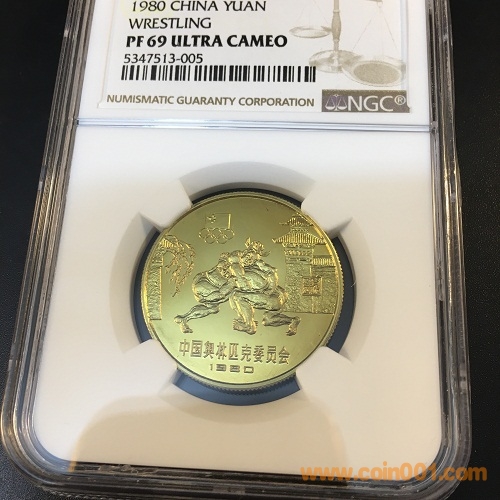 1980 CHINA YUAN
WRESTLING
PF 69 ULTRA CAMEO
5347513-005
NUMISMATIC GUARANTY CORPORATION NGC®
中国奥林匹克委员会
1980
www.coin001.com